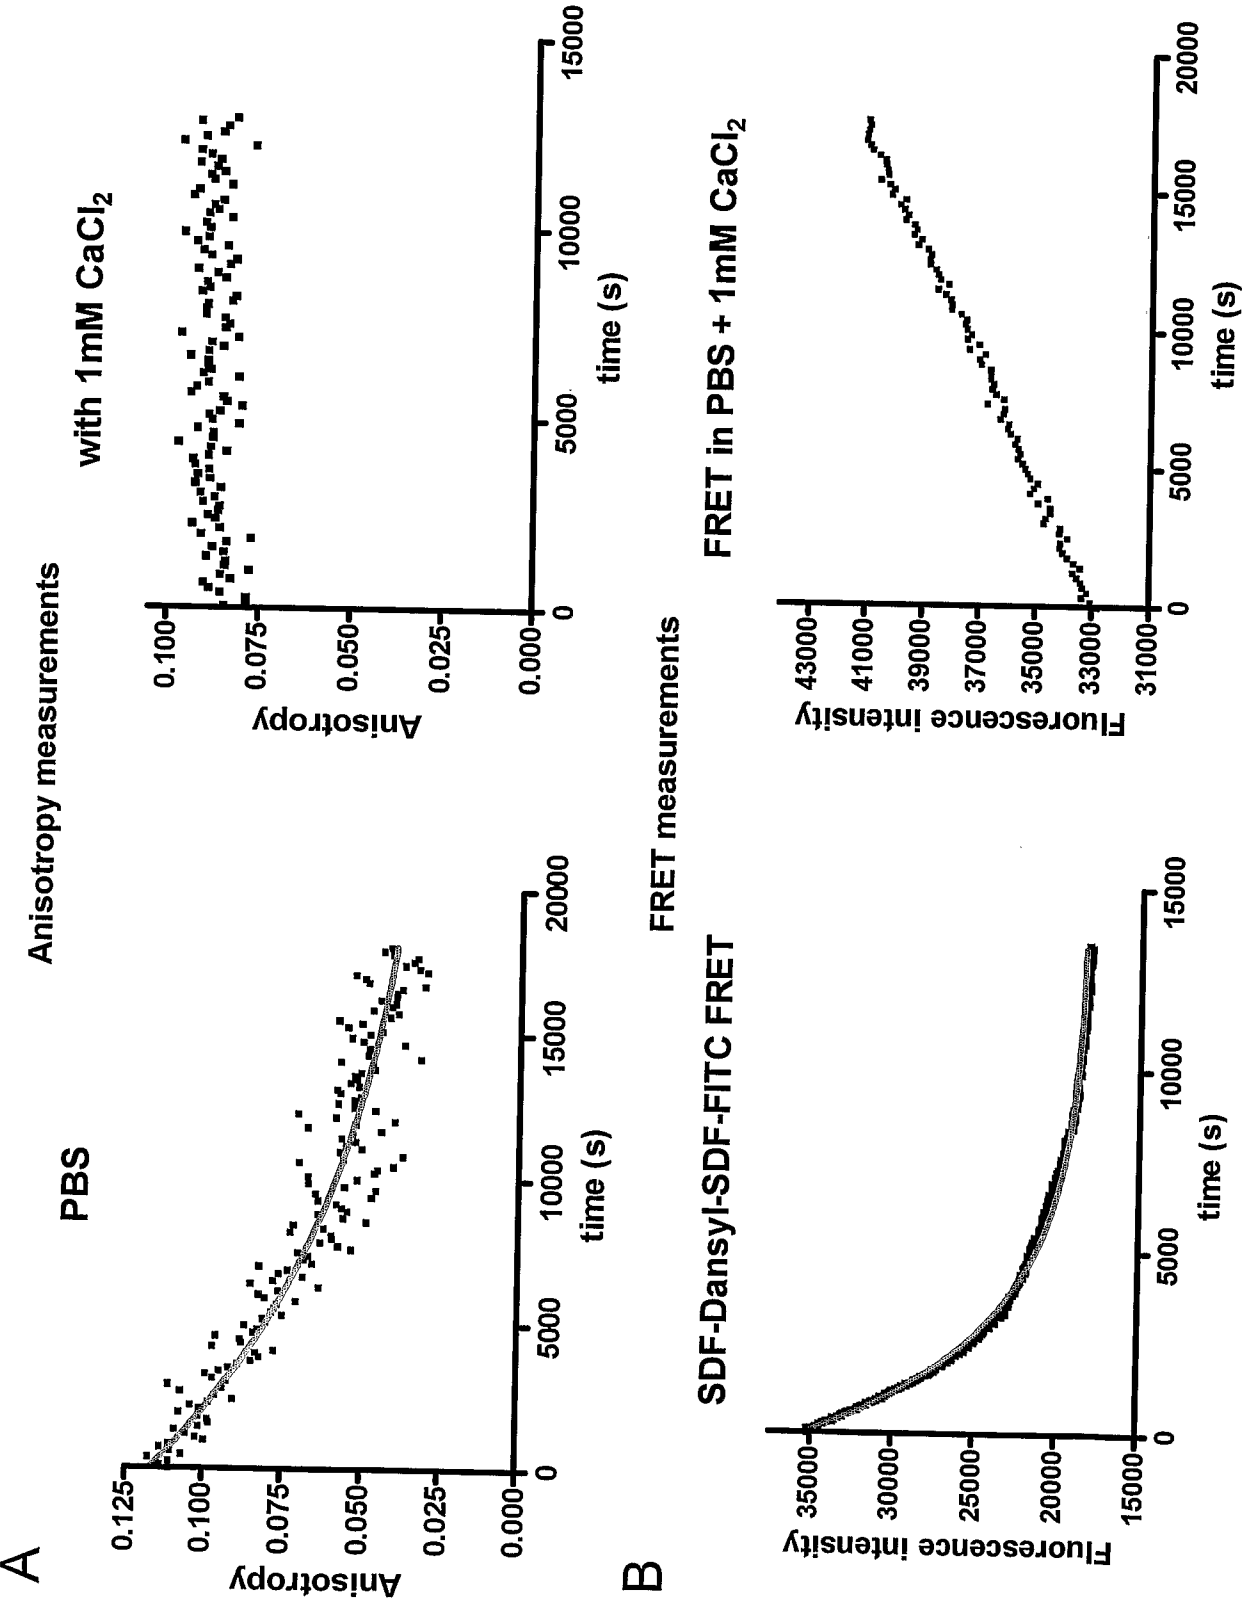 A
Anisotropy measurements
PBS
Anisotropy
0.125
0.100
0.075
0.050
0.025
0.000
0
5000
10000
15000
20000
time (s)
with 1mM CaCl₂
Anisotropy
0.100
0.075
0.050
0.025
0.000
0
5000
10000
15000
time (s)
B
FRET measurements
SDF-Dansyl-SDF-FITC FRET
Fluorescence intensity
35000
30000
25000
20000
15000
0
5000
10000
15000
time (s)
FRET in PBS + 1mM CaCl₂
Fluorescence intensity
43000
41000
39000
37000
35000
33000
31000
0
5000
10000
15000
20000
time (s)